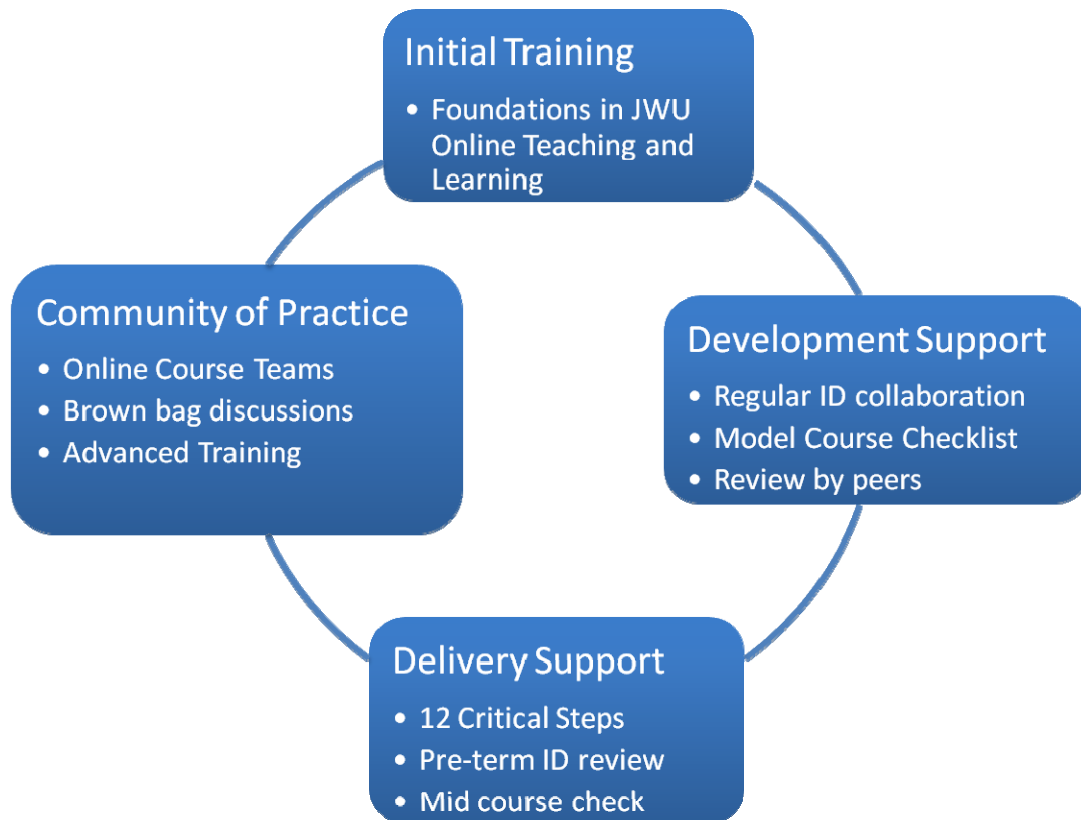 Initial Training
• Foundations in JWU
Online Teaching and
Learning
Community of Practice
• Online Course Teams
• Brown bag discussions
• Advanced Training
Development Support
• Regular ID collaboration
• Model Course Checklist
• Review by peers
Delivery Support
• 12 Critical Steps
• Pre-term ID review
• Mid course check